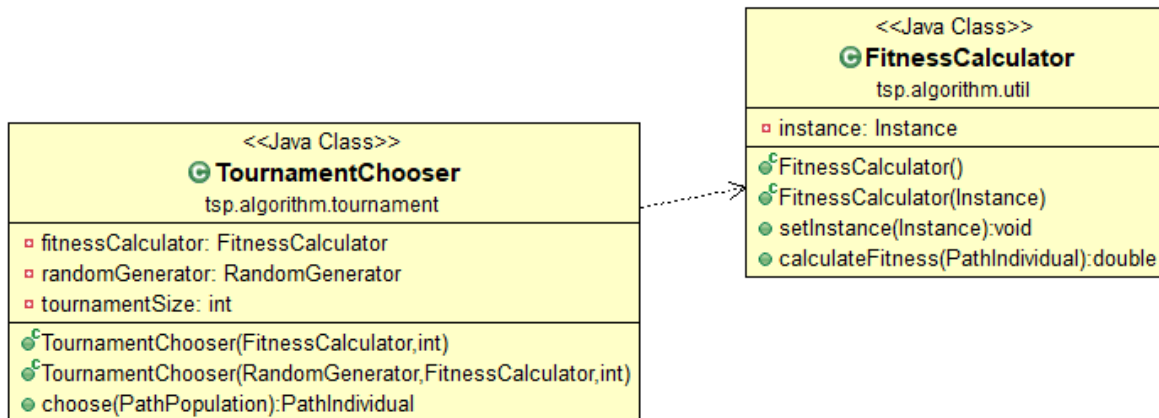 <<Java Class>>
FitnessCalculator
tsp.algorithm.util
instance: Instance
FitnessCalculator()
FitnessCalculator(Instance)
setInstance(Instance):void
calculateFitness(PathIndividual):double
<<Java Class>>
TournamentChooser
tsp.algorithm.tournament
fitnessCalculator: FitnessCalculator
randomGenerator: RandomGenerator
tournamentSize: int
TournamentChooser(FitnessCalculator,int)
TournamentChooser(RandomGenerator,FitnessCalculator,int)
choose(PathPopulation):PathIndividual